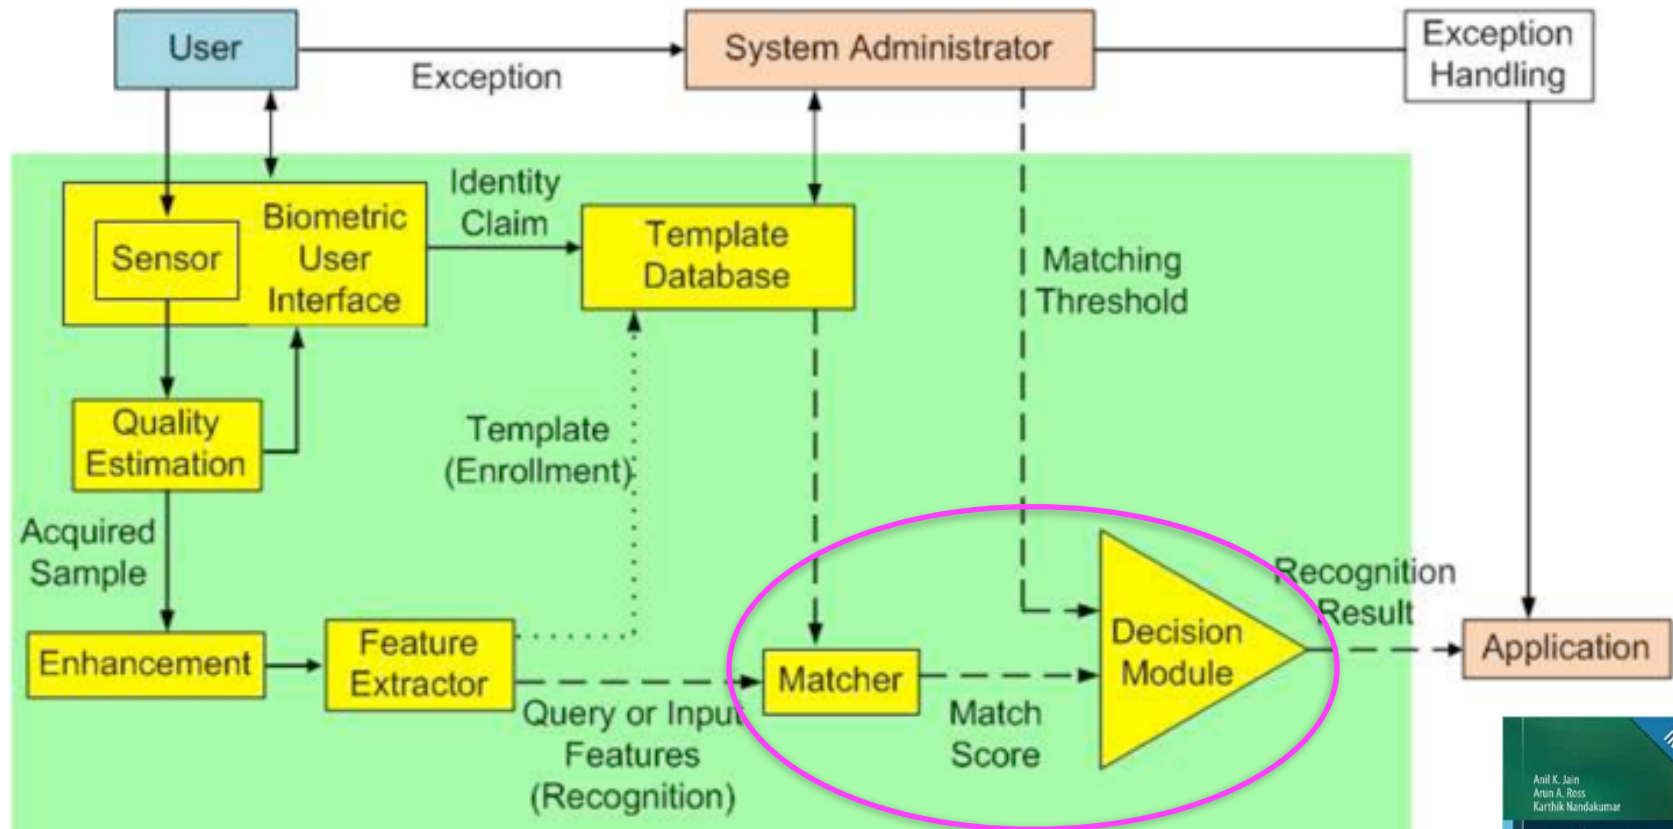 User
Exception
System Administrator
Exception
Handling
Sensor
Biometric
User
Interface
Identity
Claim
Template
Database
Matching
Threshold
Quality
Estimation
Template
(Enrollment)
Acquired
Sample
Enhancement
Feature
Extractor
Query or Input
Features
(Recognition)
Matcher
Match
Score
Decision
Module
Recognition
Result
Application
Anil K. Jain
Arun A. Ross
Karthik Nandakumar